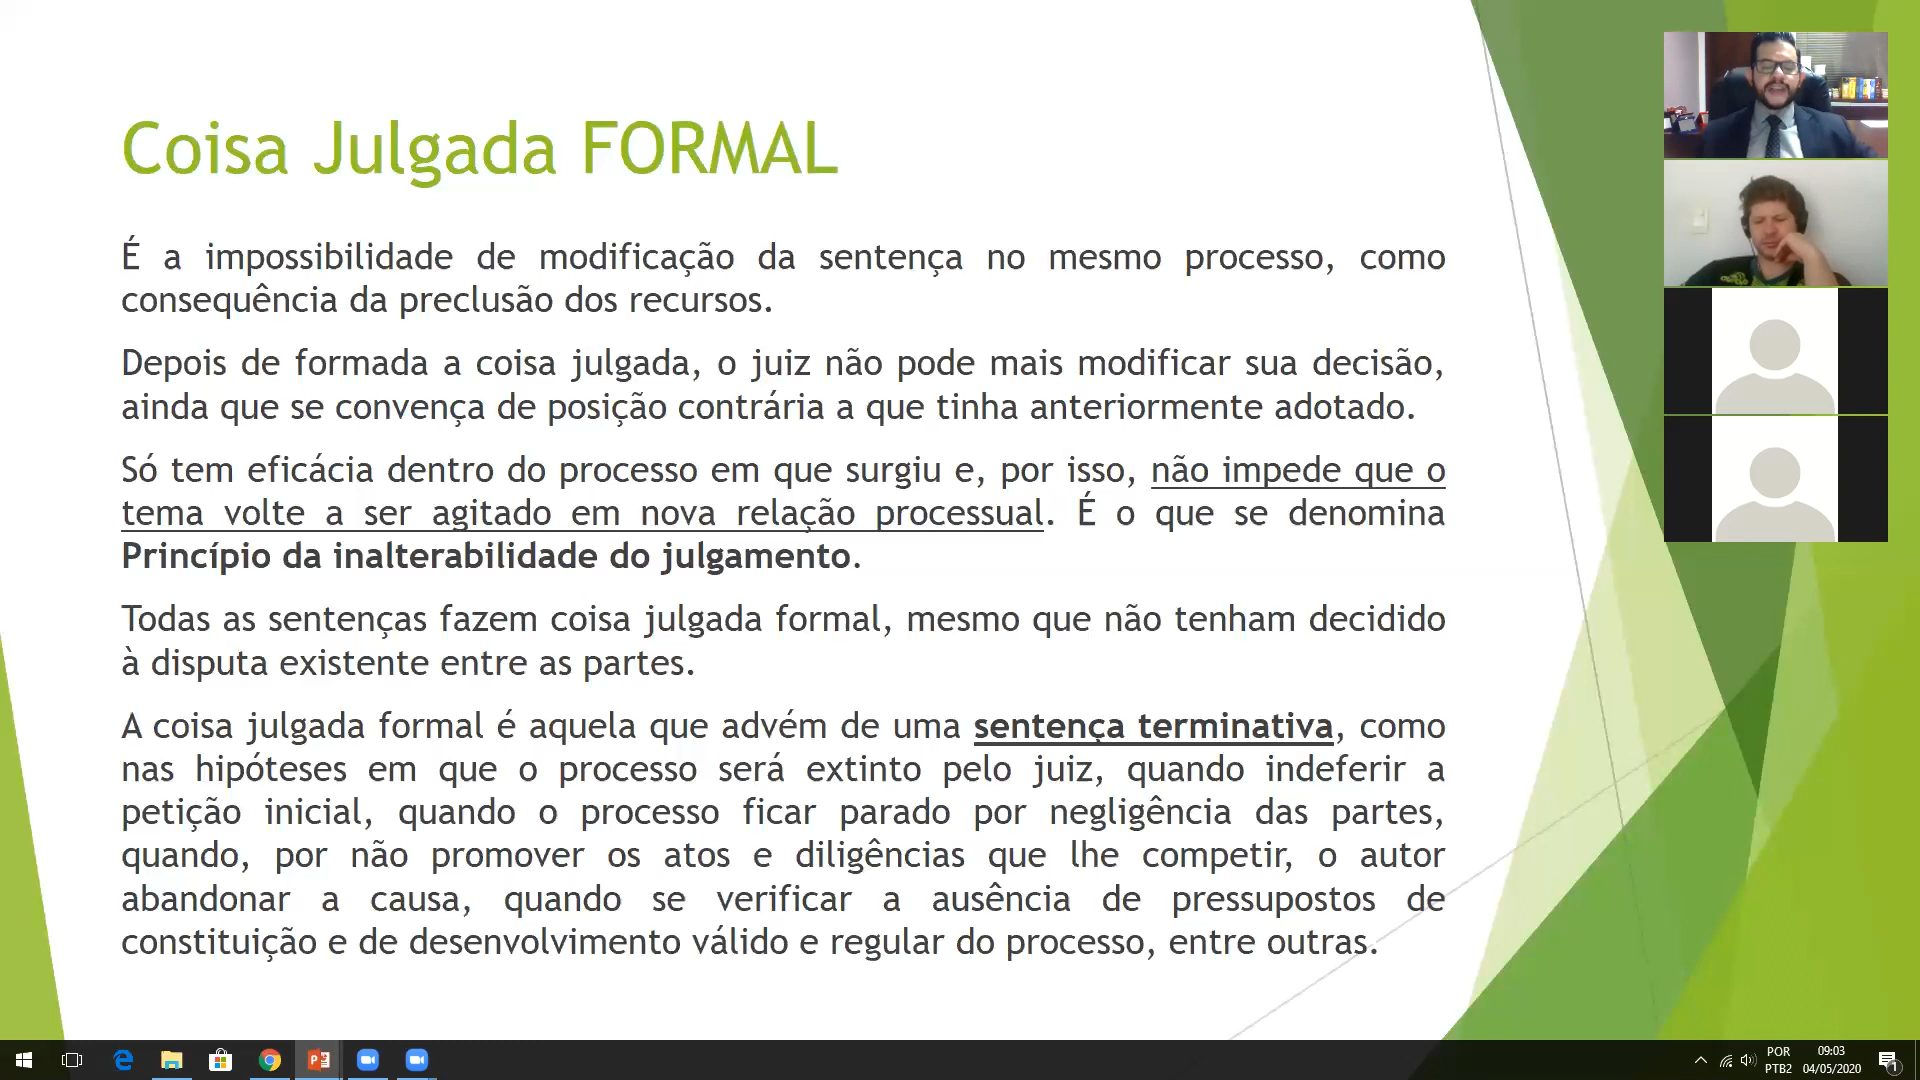 Coisa Julgada FORMAL
É a impossibilidade de modificação da sentença no mesmo processo, como
consequência da preclusão dos recursos.
Depois de formada a coisa julgada, o juiz não pode mais modificar sua decisão,
ainda que se convença de posição contrária a que tinha anteriormente adotado.
Só tem eficácia dentro do processo em que surgiu e, por isso, não impede que o
tema volte a ser agitado em nova relação processual. É o que se denomina
Princípio da inalterabilidade do julgamento.
Todas as sentenças fazem coisa julgada formal, mesmo que não tenham decidido
à disputa existente entre as partes.
A coisa julgada formal é aquela que advém de uma sentença terminativa, como
nas hipóteses em que o processo será extinto pelo juiz, quando indeferir a
petição inicial, quando o processo ficar parado por negligência das partes,
quando, por não promover os atos e diligências que lhe competir, o autor
abandonar a causa, quando se verificar a ausência de pressupostos de
constituição e de desenvolvimento válido e regular do processo, entre outras.
POR
PTB2
09:03
04/05/2020
1